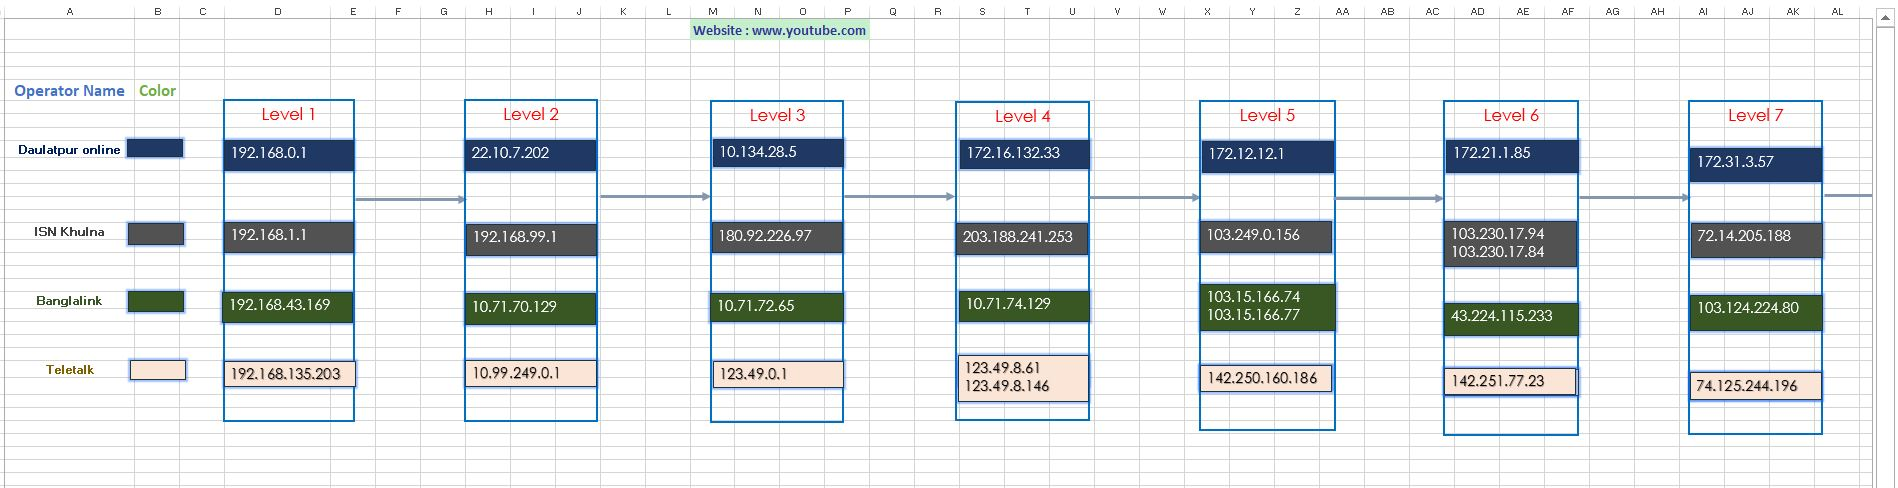 A B C D E F G H I J K L M N O P Q R S T U V W X Y Z AA AB AC AD AE AF AG AH AI AJ AK AL
Website : www.youtube.com
Operator Name Color
Level 1 Level 2 Level 3 Level 4 Level 5 Level 6 Level 7
Daulatpur online 192.168.0.1 22.10.7.202 10.134.28.5 172.16.132.33 172.12.12.1 172.21.1.85 172.31.3.57
ISN Khulna 192.168.1.1 192.168.99.1 180.92.226.97 203.188.241.253 103.249.0.156 103.230.17.94 72.14.205.188
103.230.17.84
Banglalink 192.168.43.169 10.71.70.129 10.71.72.65 10.71.74.129 103.15.166.74 43.224.115.233 103.124.224.80
103.15.166.77
Teletalk 192.168.135.203 10.99.249.0.1 123.49.0.1 123.49.8.61 142.250.160.186 142.251.77.23 74.125.244.196
123.49.8.146